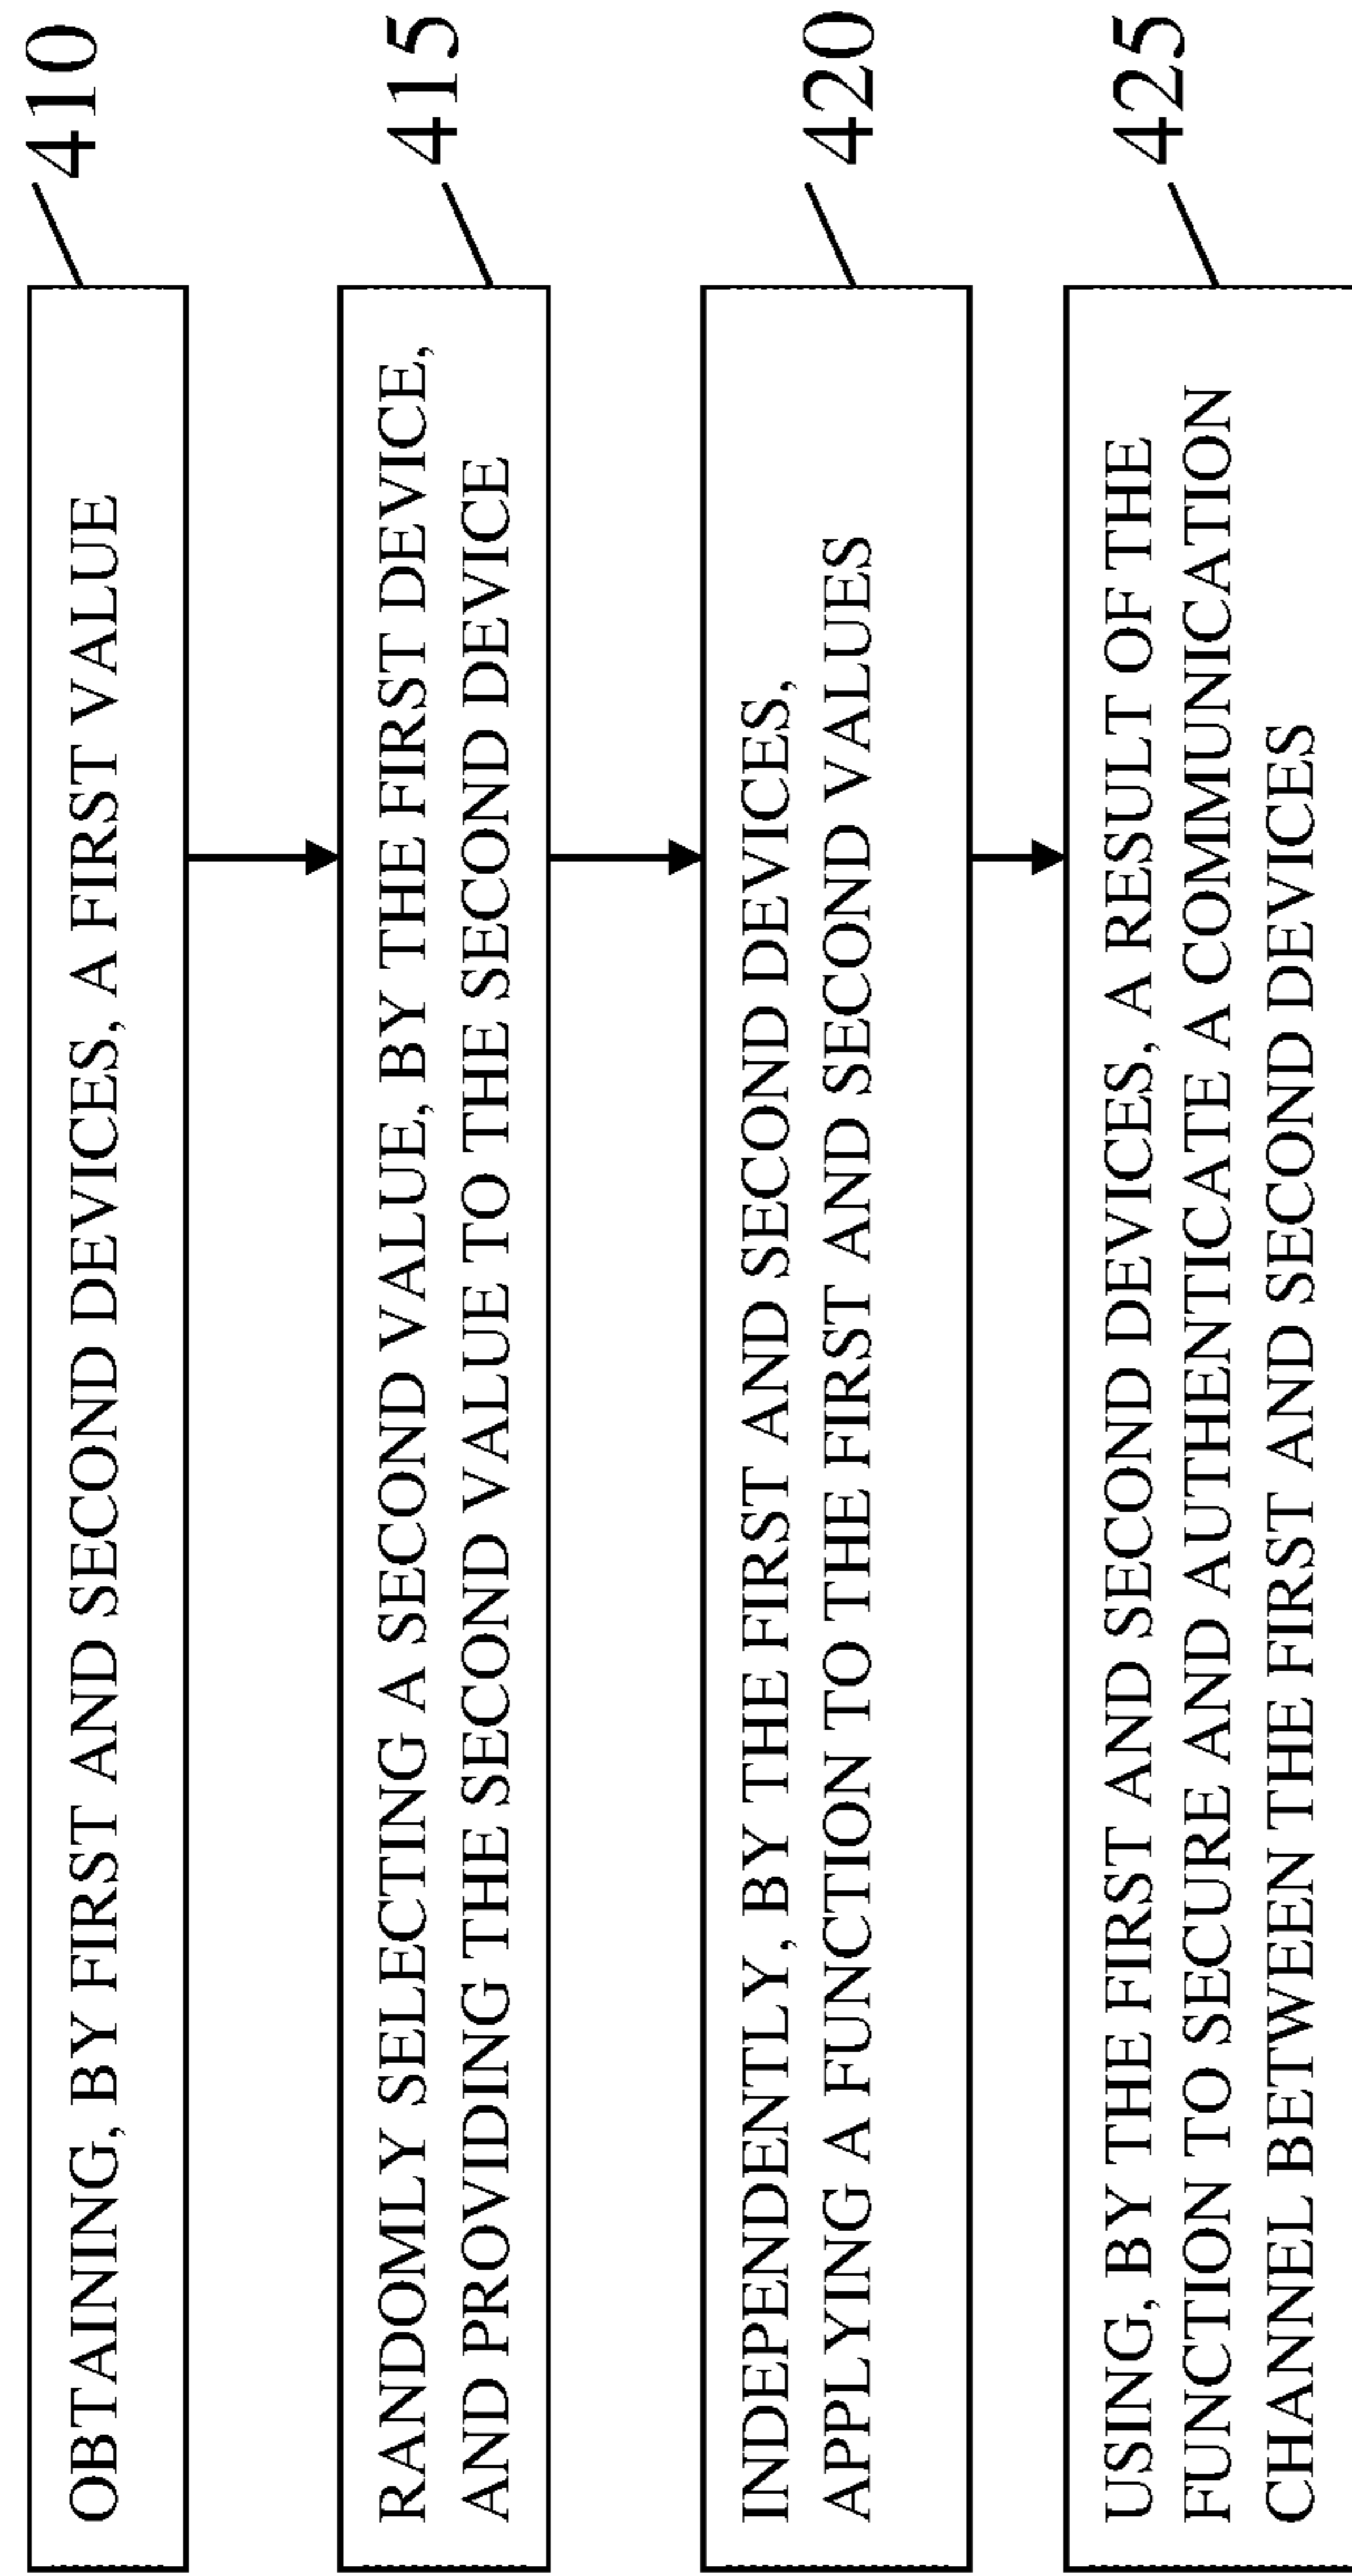 OBTAINING, BY FIRST AND SECOND DEVICES, A FIRST VALUE
410
RANDOMLY SELECTING A SECOND VALUE, BY THE FIRST DEVICE,
AND PROVIDING THE SECOND VALUE TO THE SECOND DEVICE
415
INDEPENDENTLY, BY THE FIRST AND SECOND DEVICES,
APPLYING A FUNCTION TO THE FIRST AND SECOND VALUES
420
USING, BY THE FIRST AND SECOND DEVICES, A RESULT OF THE
FUNCTION TO SECURE AND AUTHENTICATE A COMMUNICATION
CHANNEL BETWEEN THE FIRST AND SECOND DEVICES
425